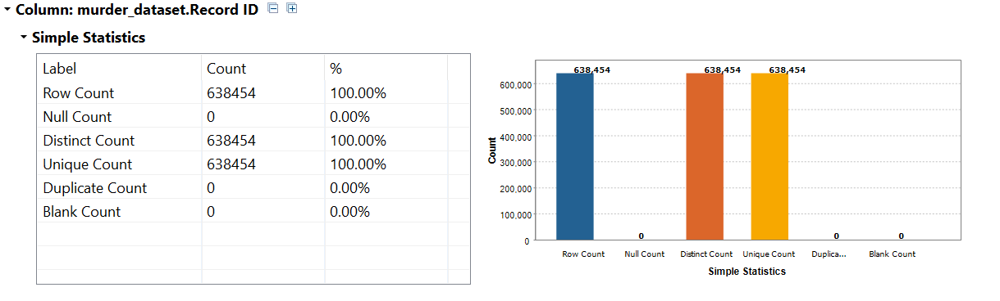 Column: murder_dataset.Record ID
Simple Statistics
Label Count %
Row Count 638454 100.00%
Null Count 0 0.00%
Distinct Count 638454 100.00%
Unique Count 638454 100.00%
Duplicate Count 0 0.00%
Blank Count 0 0.00%
638,454 638,454 638,454
600,000
500,000
400,000
300,000
200,000
100,000
0
Count
0 0 0
Row Count Null Count Distinct Count Unique Count Duplica... Blank Count
Simple Statistics